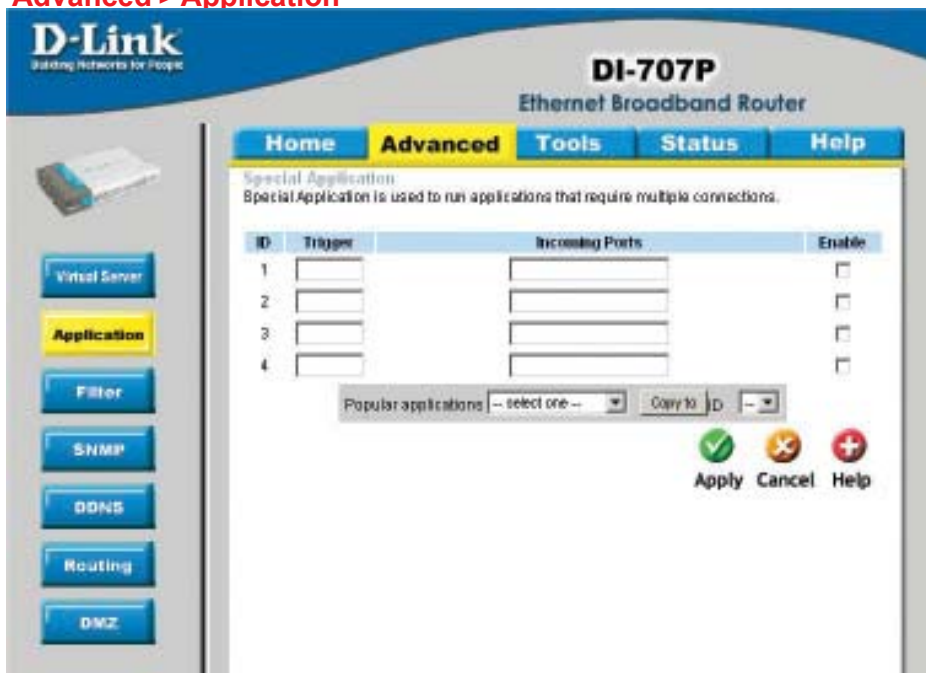 Advanced > Application
D-Link
Building Networks for People
DI-707P
Ethernet Broadband Router
Home Advanced Tools Status Help
Special Application
Special Application is used to run applications that require multiple connections.
ID Trigger Incoming Ports Enable
1
2
3
4
Popular applications -- select one -- Copy to ID --
Apply Cancel Help
Virtual Server
Application
Filter
SNMP
DDNS
Routing
DMZ